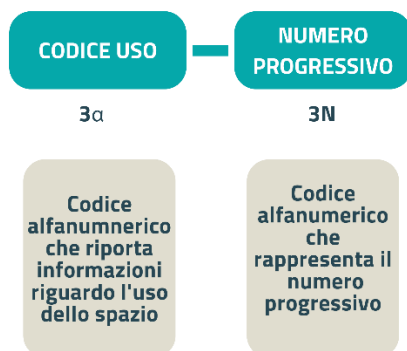 CODICE USO
NUMERO
PROGRESSIVO
3α
3N
Codice
alfanumnerico
che riporta
informazioni
riguardo l'uso
dello spazio
Codice
alfanumerico
che
rappresenta il
numero
progressivo